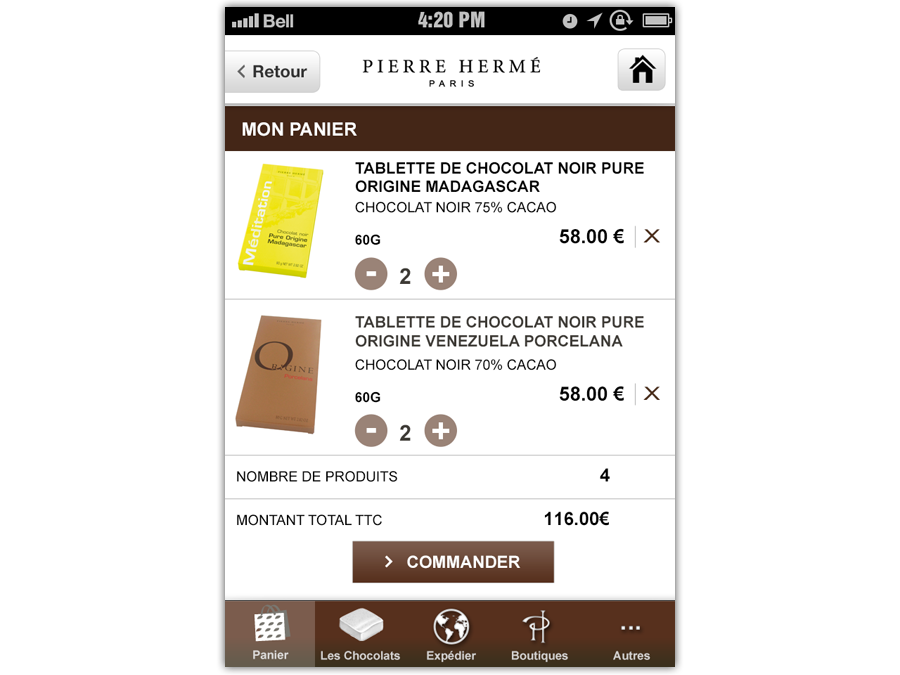 Bell
4:20 PM
Retour
PIERRE HERMÉ
PARIS
MON PANIER
Méditation
Chocolat noir
Pure Origine
Madagascar
TABLETTE DE CHOCOLAT NOIR PURE
ORIGINE MADAGASCAR
CHOCOLAT NOIR 75% CACAO
60G
58.00 €
- 2 +
ORIGINE
TABLETTE DE CHOCOLAT NOIR PURE
ORIGINE VENEZUELA PORCELANA
CHOCOLAT NOIR 70% CACAO
60G
58.00 €
- 2 +
NOMBRE DE PRODUITS 4
MONTANT TOTAL TTC 116.00€
> COMMANDER
Panier
Les Chocolats
Expédier
Boutiques
Autres